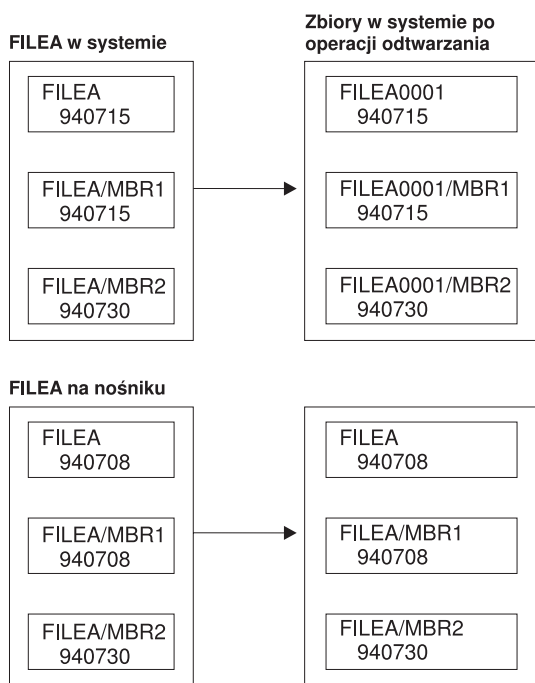 FILEA w systemie
Zbiory w systemie po
operacji odtwarzania
FILEA
940715
FILEA/MBR1
940715
FILEA/MBR2
940730
FILEA0001
940715
FILEA0001/MBR1
940715
FILEA0001/MBR2
940730
FILEA na nośniku
FILEA
940708
FILEA/MBR1
940708
FILEA/MBR2
940730
FILEA
940708
FILEA/MBR1
940708
FILEA/MBR2
940730